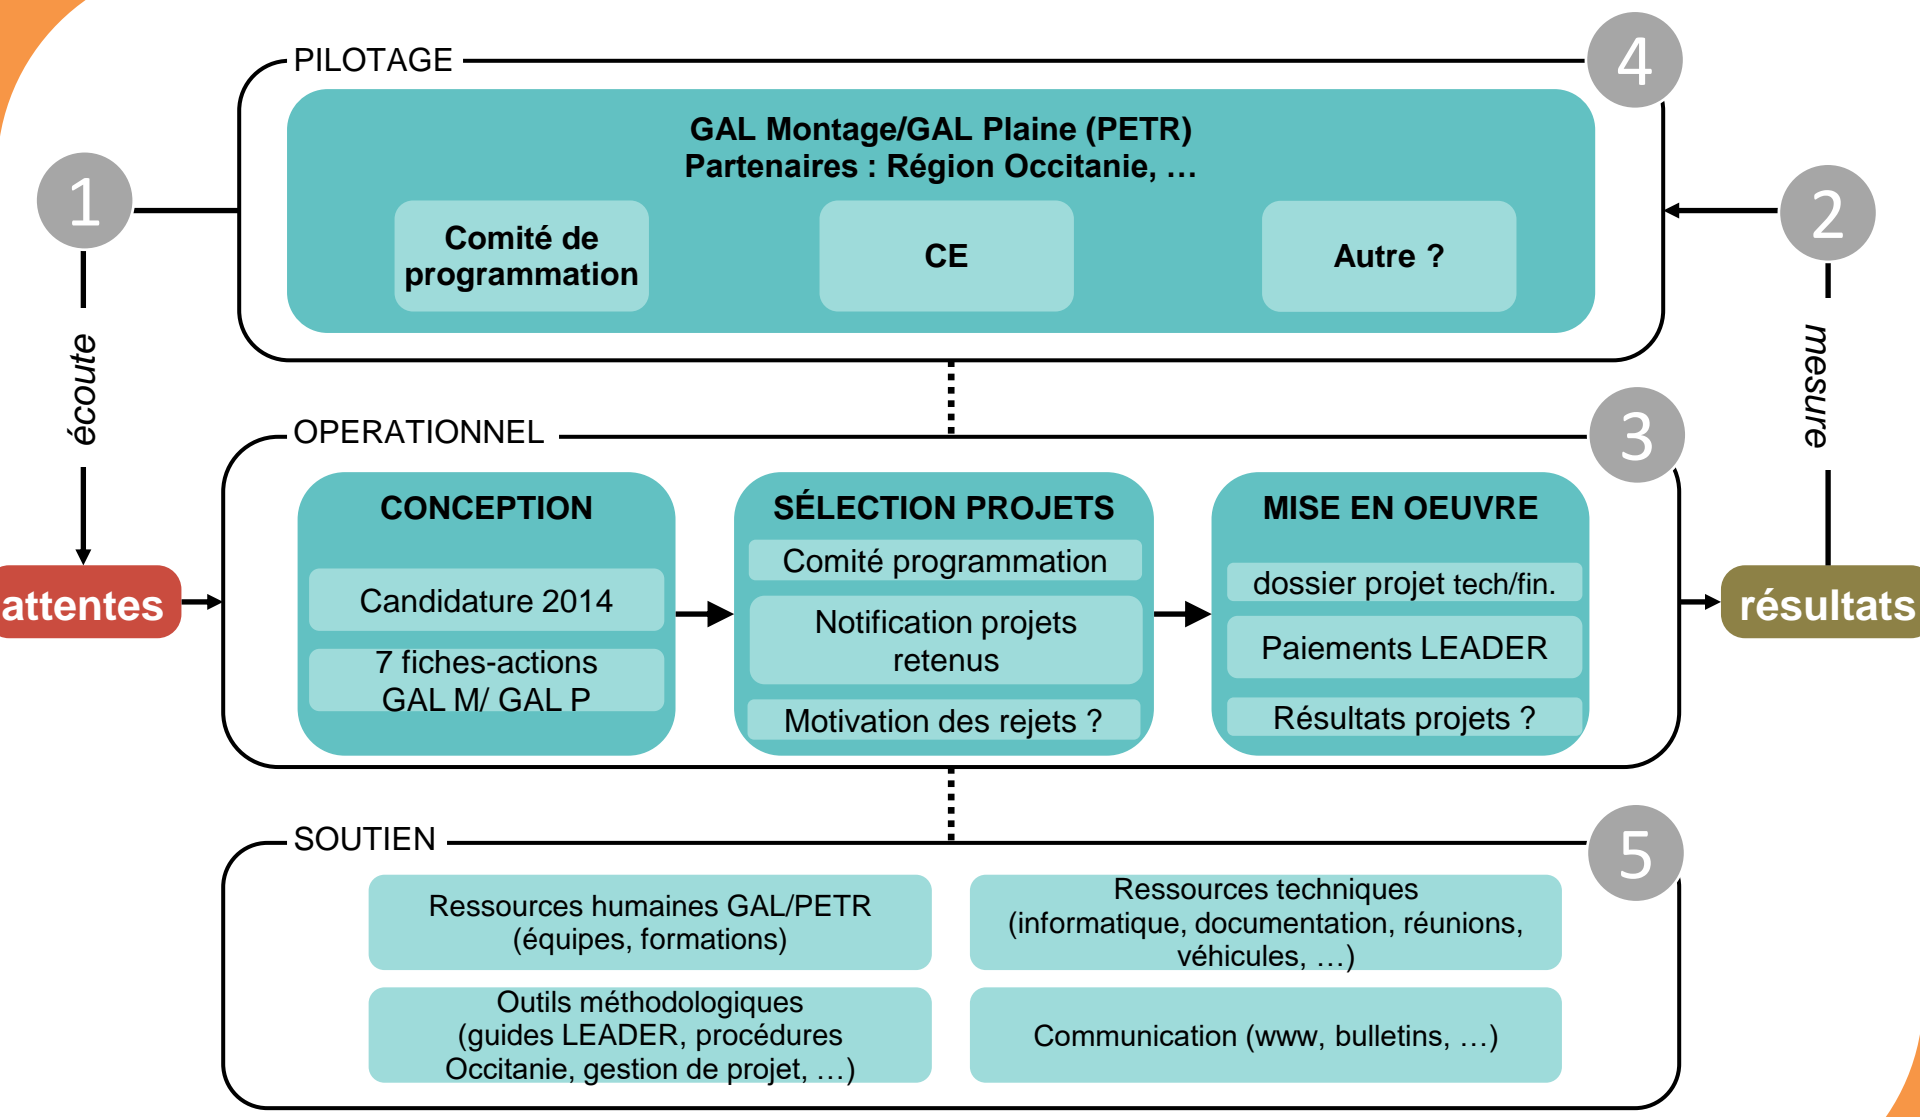 PILOTAGE
4
GAL Montage/GAL Plaine (PETR)
Partenaires : Région Occitanie, …
1
2
Comité de
programmation
CE
Autre ?
écoute
mesure
OPERATIONNEL
3
CONCEPTION
Candidature 2014
7 fiches-actions
GAL M/ GAL P
SÉLECTION PROJETS
Comité programmation
Notification projets
retenus
Motivation des rejets ?
MISE EN OEUVRE
dossier projet tech/fin.
Paiements LEADER
Résultats projets ?
attentes
résultats
SOUTIEN
5
Ressources humaines GAL/PETR
(équipes, formations)
Ressources techniques
(informatique, documentation, réunions,
véhicules, …)
Outils méthodologiques
(guides LEADER, procédures
Occitanie, gestion de projet, …)
Communication (www, bulletins, …)